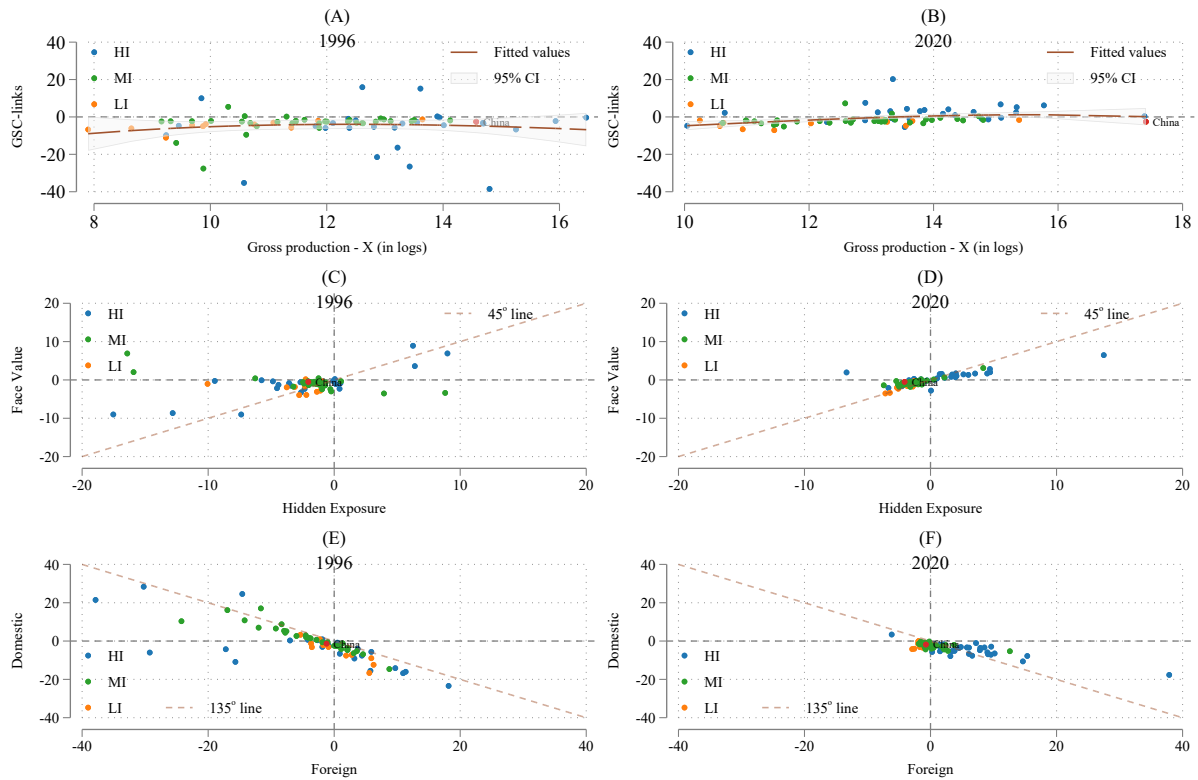 (A)
1996
GSC-links
40
20
0
-20
-40
HI
MI
LI
Fitted values
95% CI
China
8
10
12
14
16
Gross production - X (in logs)
(B)
2020
GSC-links
40
20
0
-20
-40
HI
MI
LI
Fitted values
95% CI
China
10
12
14
16
18
Gross production - X (in logs)
(C)
1996
Face Value
20
10
0
-10
-20
HI
MI
LI
45° line
China
-20
-10
0
10
20
Hidden Exposure
(D)
2020
Face Value
20
10
0
-10
-20
HI
MI
LI
45° line
China
-20
-10
0
10
20
Hidden Exposure
(E)
1996
Domestic
40
20
0
-20
-40
China
HI
MI
LI
135° line
-40
-20
0
20
40
Foreign
(F)
2020
Domestic
40
20
0
-20
-40
China
HI
MI
LI
135° line
-40
-20
0
20
40
Foreign